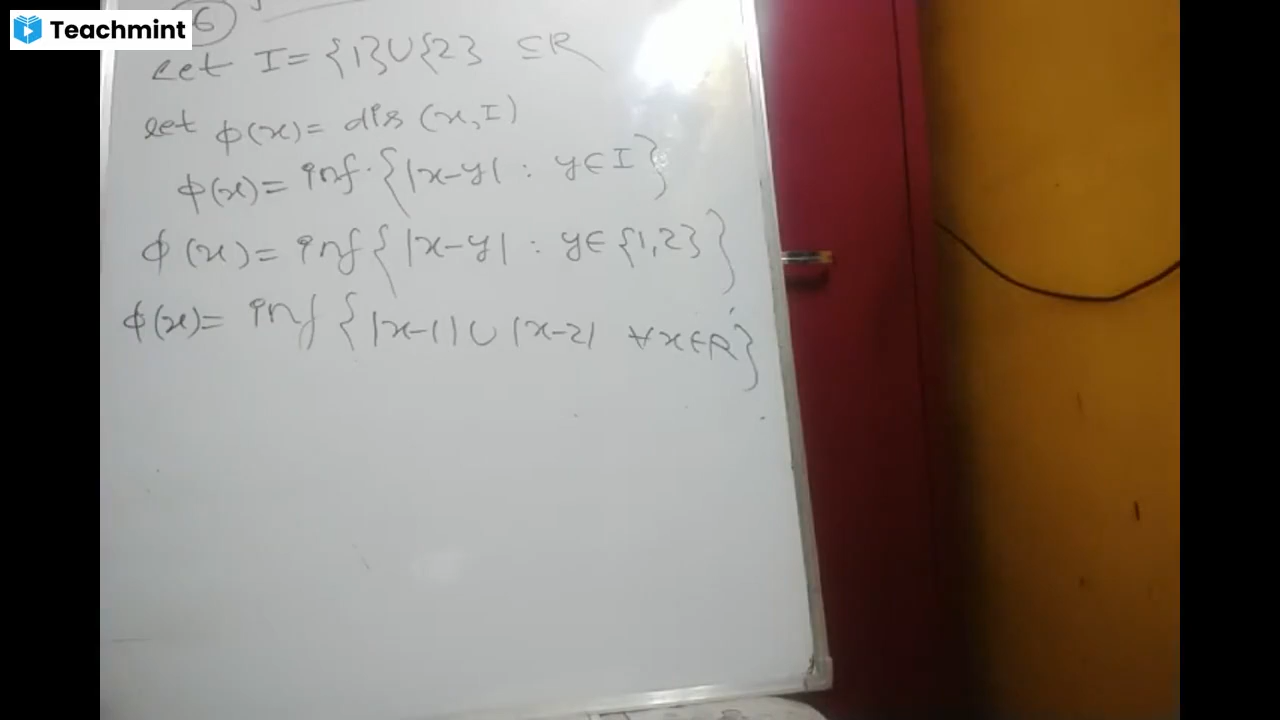 Teachmint
6
Let I = {1}∪{2} ⊆R
Let φ(x) = dis (x, I)
φ(x) = inf. {|x-y| : y∈I}
φ(x) = inf {|x-y| : y∈ {1,2}}
φ(x) = inf {|x-1| ∪ |x-2| ∀x∈R}